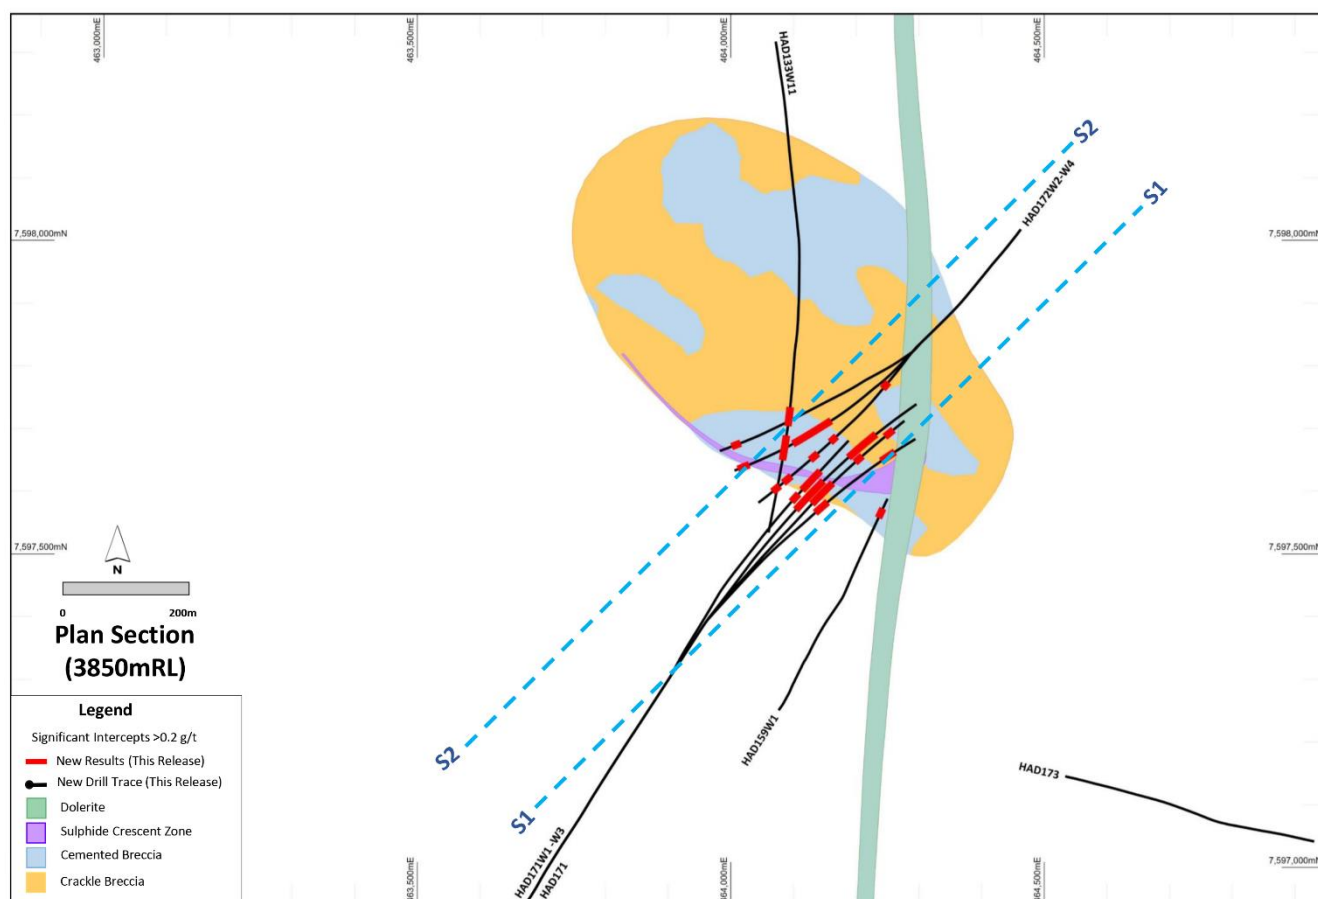 463,000mE
463,500mE
464,000mE
464,500mE
HAD133W11
S2
HAD172W2-W4
S1
7,598,000mN
7,598,000mN
7,597,500mN
7,597,500mN
N
0 200m
Plan Section
(3850mRL)
Legend
Significant Intercepts >0.2 g/t
New Results (This Release)
New Drill Trace (This Release)
Dolerite
Sulphide Crescent Zone
Cemented Breccia
Crackle Breccia
S2
S1
HAD159W1
HAD173
HAD171W1 -W3
HAD171
7,597,000mN
463,500mE
464,000mE
464,500mE